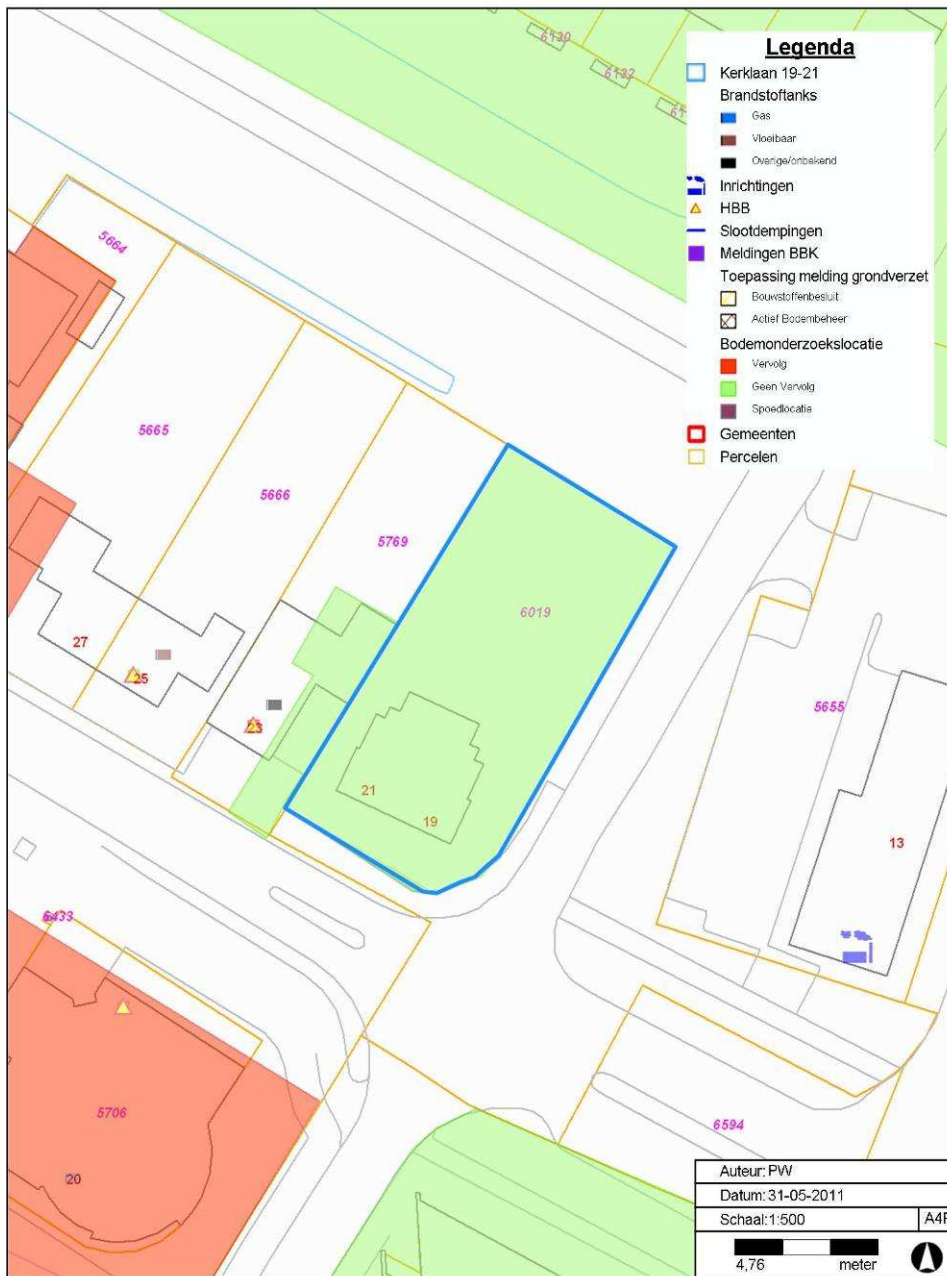 6130
6132
Legenda
Kerklaan 19-21
Brandstoftanks
Gas
Vloeibaar
Overige/onbekend
Inrichtingen
HBB
Slootdempingen
Meldingen BBK
Toepassing melding grondverzet
Bouwstoffenbesluit
Actief Bodembeheer
Bodemonderzoekslocatie
Vervolg
Geen Vervolg
Spoedlocatie
Gemeenten
Percelen
5664
5665
5666
5769
6019
27
25
23
21
19
5655
13
6433
5706
20
6594
Auteur: PW
Datum: 31-05-2011
Schaal: 1:500
4,76 meter